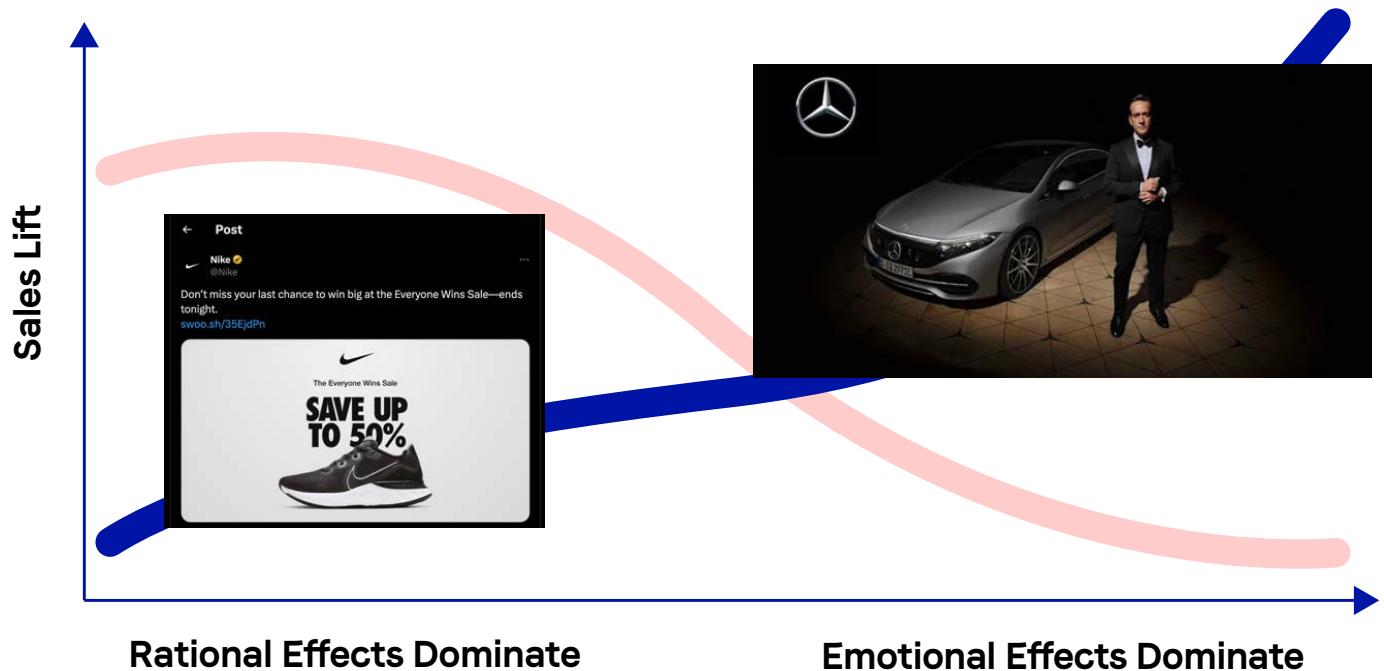 Sales Lift
Post
Nike
@Nike
Don't miss your last chance to win big at the Everyone Wins Sale—ends
tonight.
swoo.sh/35EjdPn
The Everyone Wins Sale
SAVE UP
TO 50%
Rational Effects Dominate
Emotional Effects Dominate